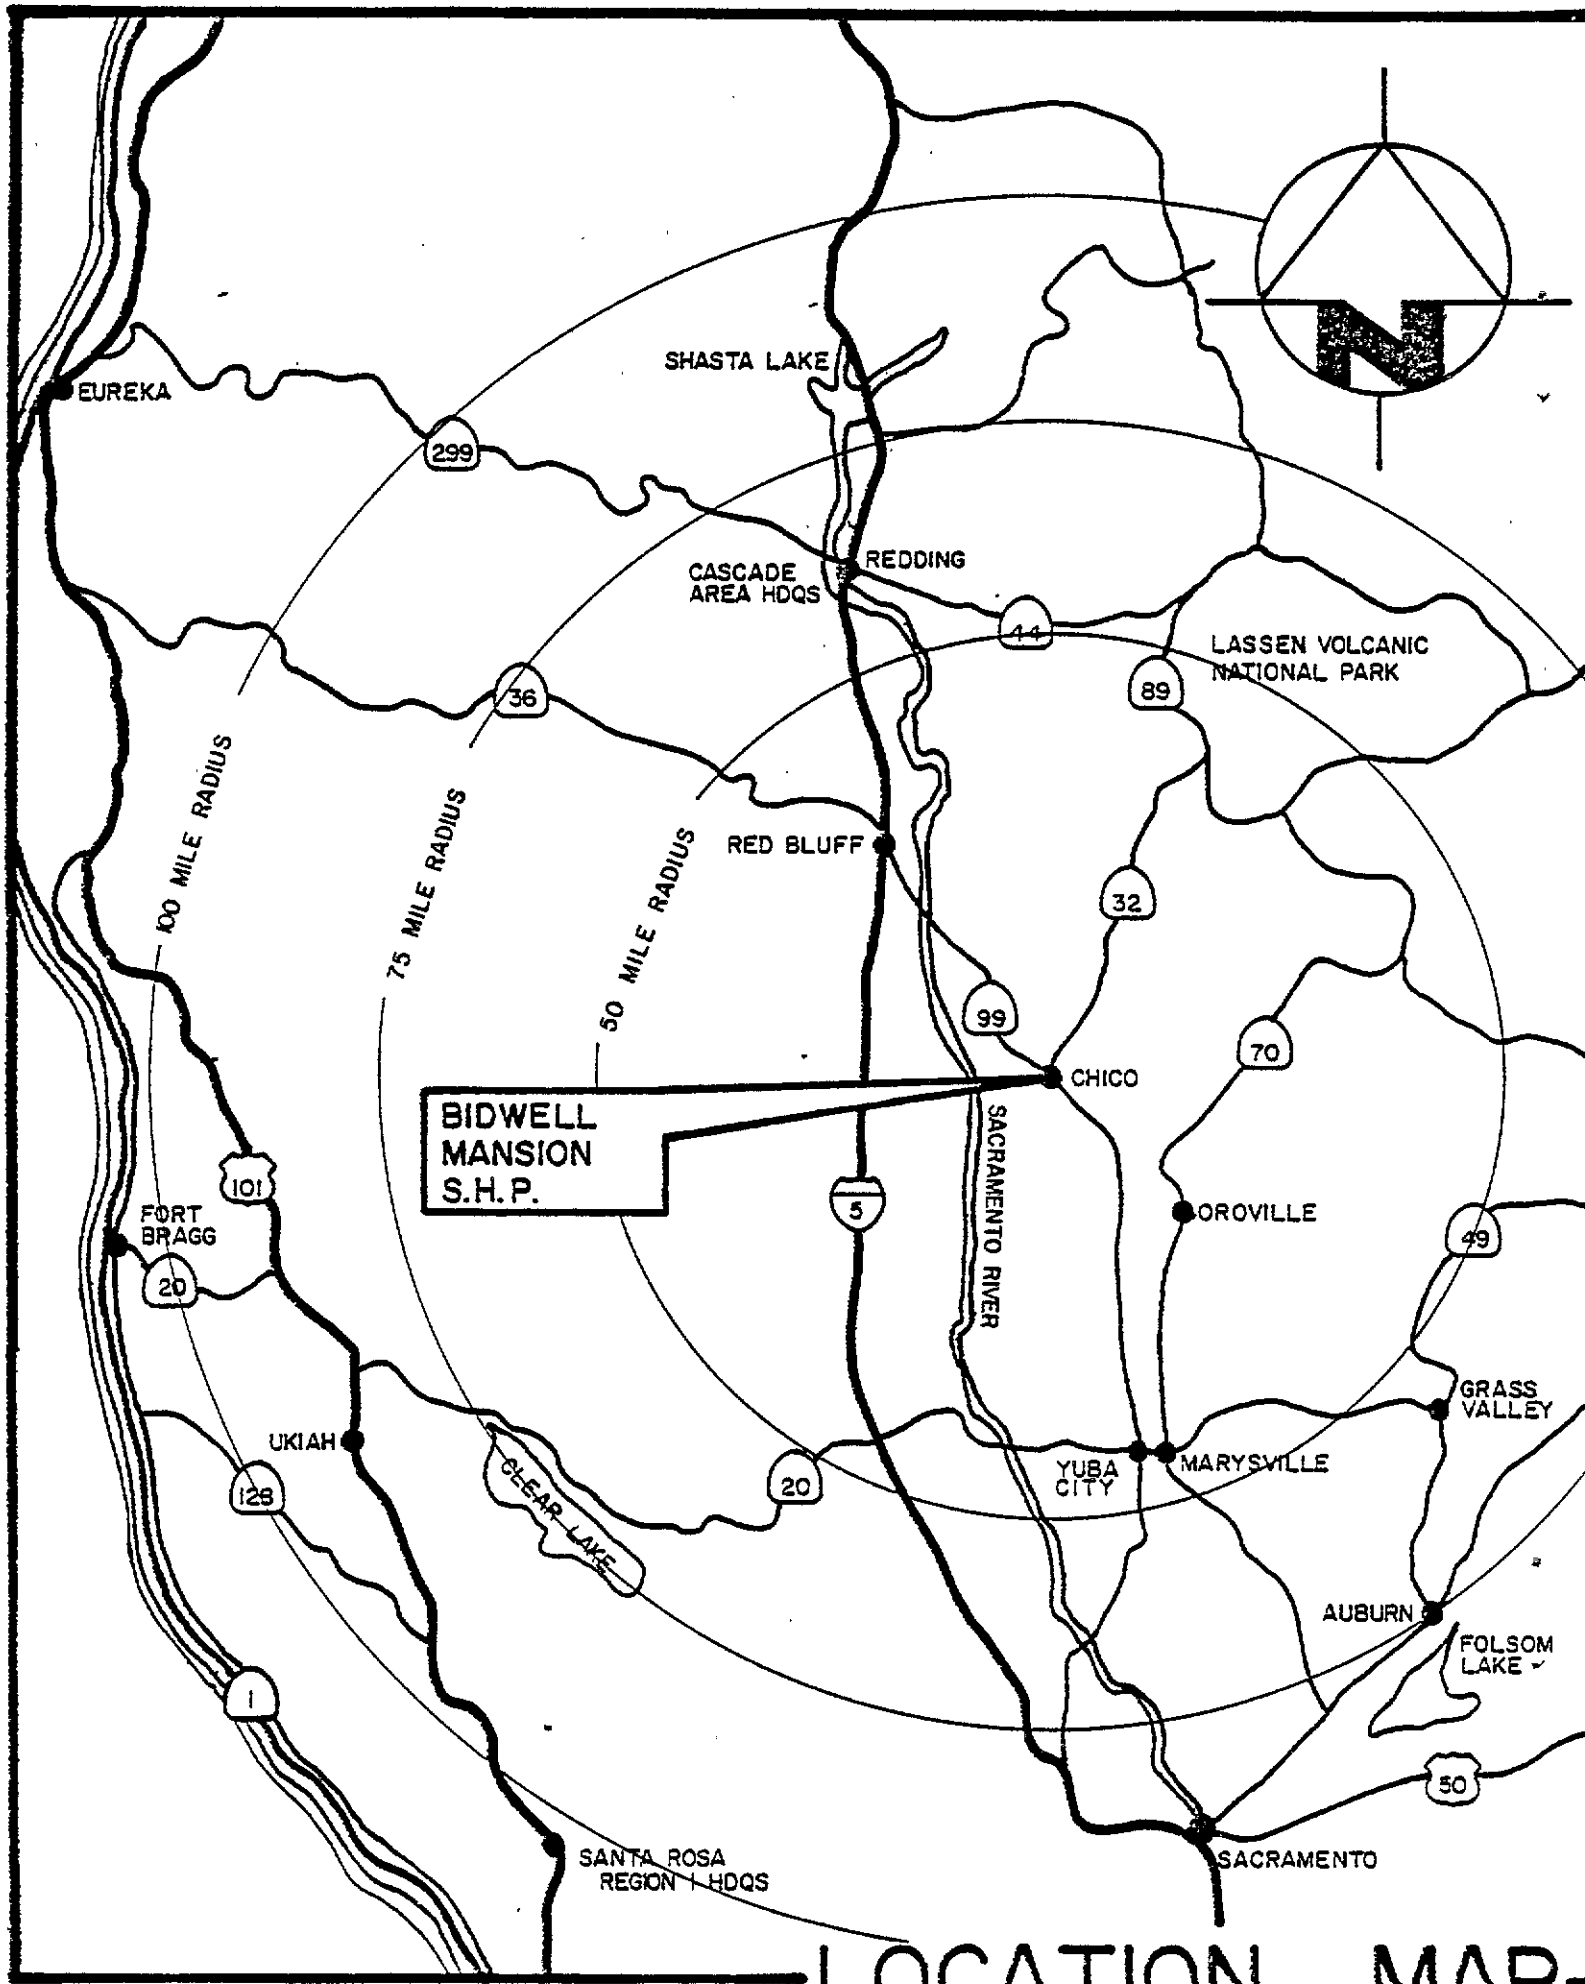 N
SHASTA LAKE
EUREKA
299
REDDING
CASCADE
AREA HDQS
44
LASSEN VOLCANIC
NATIONAL PARK
36
89
100 MILE RADIUS
75 MILE RADIUS
50 MILE RADIUS
RED BLUFF
32
99
70
CHICO
BIDWELL
MANSION
S.H.P.
SACRAMENTO RIVER
101
5
FORT
BRAGG
OROVILLE
49
20
GRASS
VALLEY
UKIAH
CLEAR LAKE
20
YUBA
CITY
MARYSVILLE
128
AUBURN
FOLSOM
LAKE
1
50
SANTA ROSA
REGION I HDQS
SACRAMENTO
LOCATION MAP